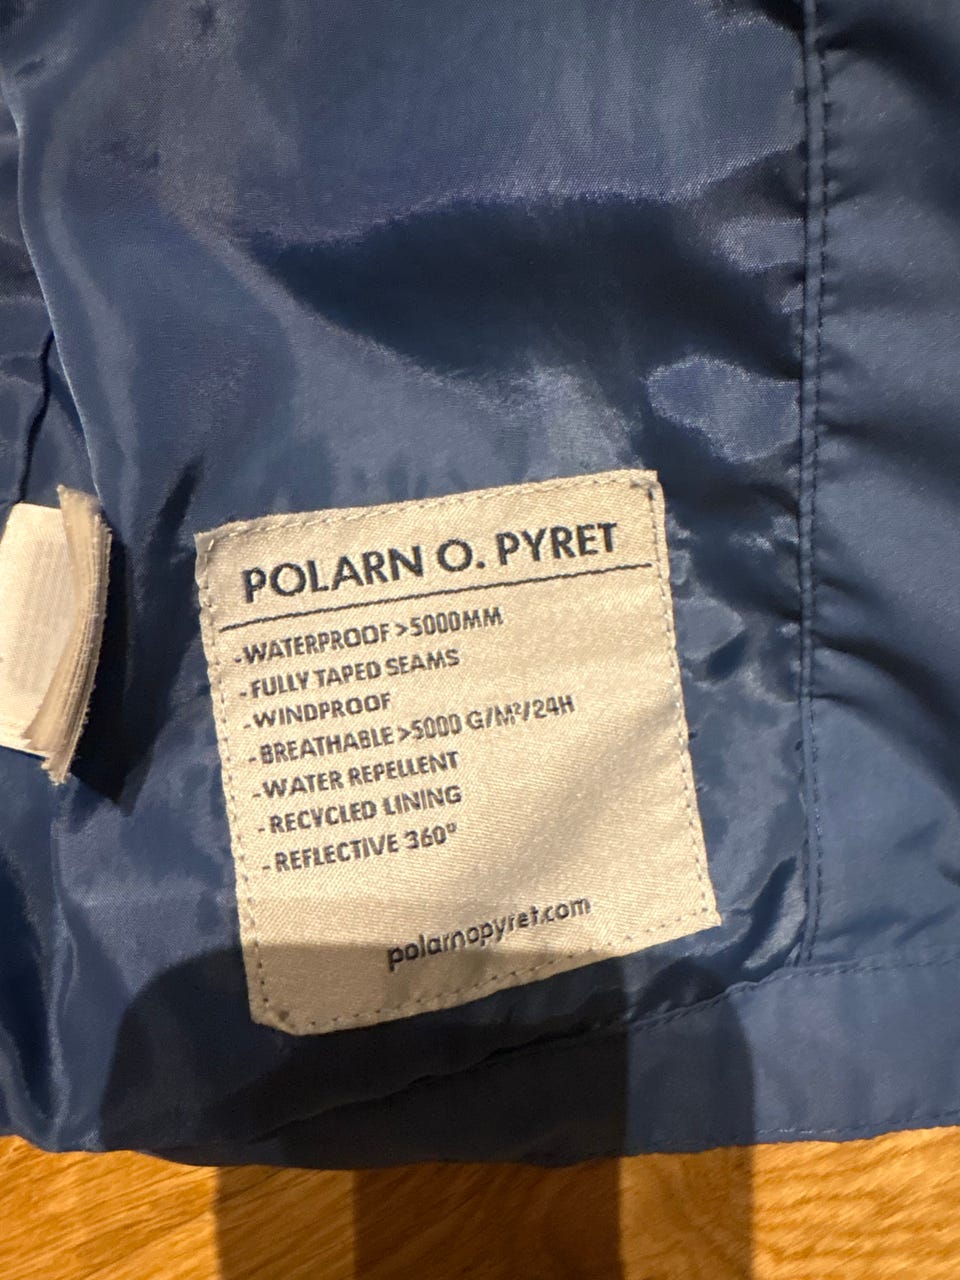 POLARN O. PYRET
-WATERPROOF >5000MM
-FULLY TAPED SEAMS
-WINDPROOF
-BREATHABLE >5000 G/M²/24H
-WATER REPELLENT
-RECYCLED LINING
-REFLECTIVE 360°
polarnopyret.com